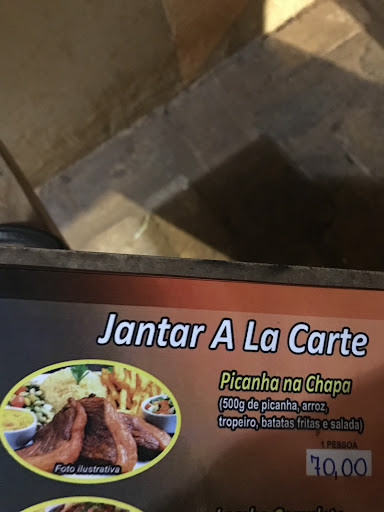 Jantar A La Carte
Picanha na Chapa
(500g de picanha, arroz,
tropeiro, batatas fritas e salada)
1 PESSOA
70,00
Foto ilustrativa